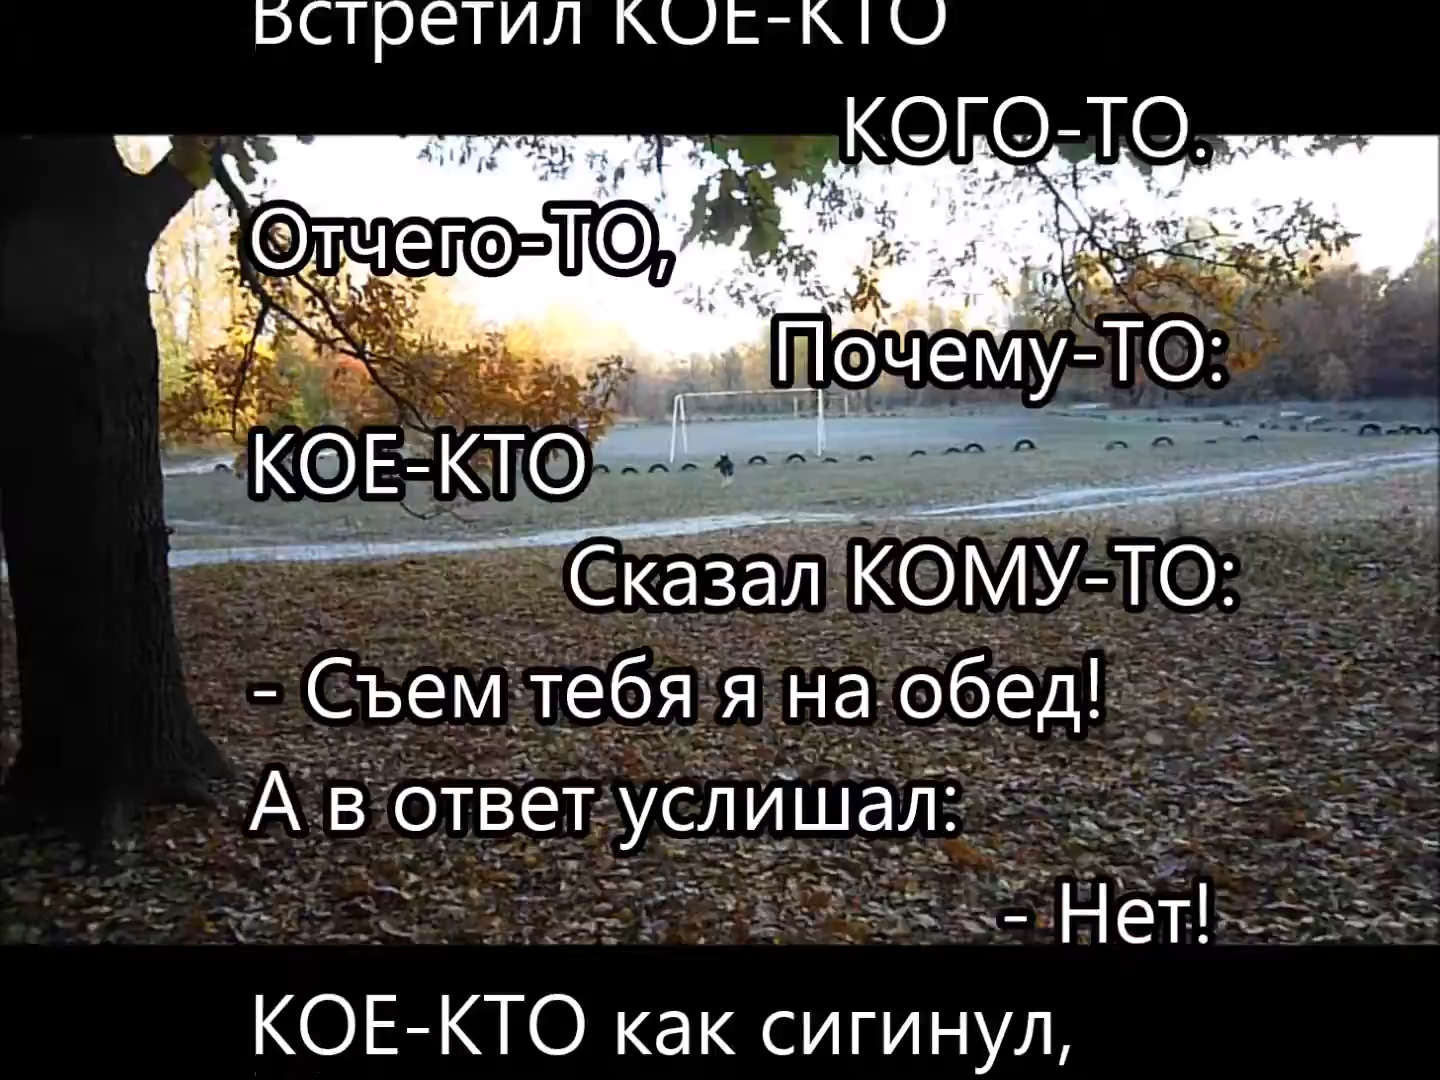 Встретил КОЕ-КТО
КОГО-ТО.
Отчего-ТО,
Почему-ТО:
КОЕ-КТО
Сказал КОМУ-ТО:
- Съем тебя я на обед!
А в ответ услишал:
- Нет!
КОЕ-КТО как сигинул,